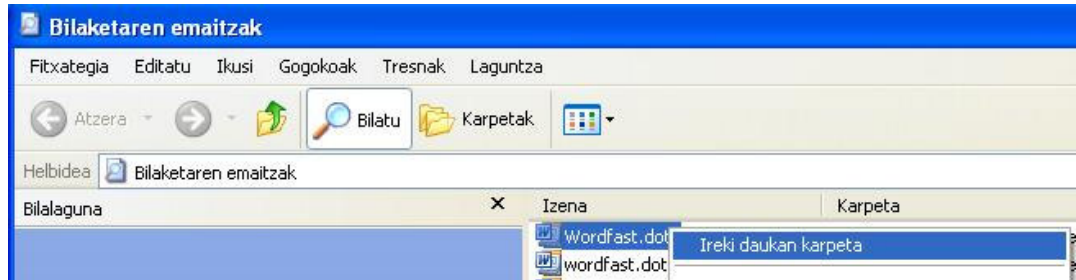 Bilaketaren emaitzak
Fitxategia Editatu Ikusi Gogokoak Tresnak Laguntza
Atzera Bilatu Karpetak
Helbidea Bilaketaren emaitzak
Bilalaguna Izena Karpeta
Wordfast.dot Ireki daukan karpeta
wordfast.dot